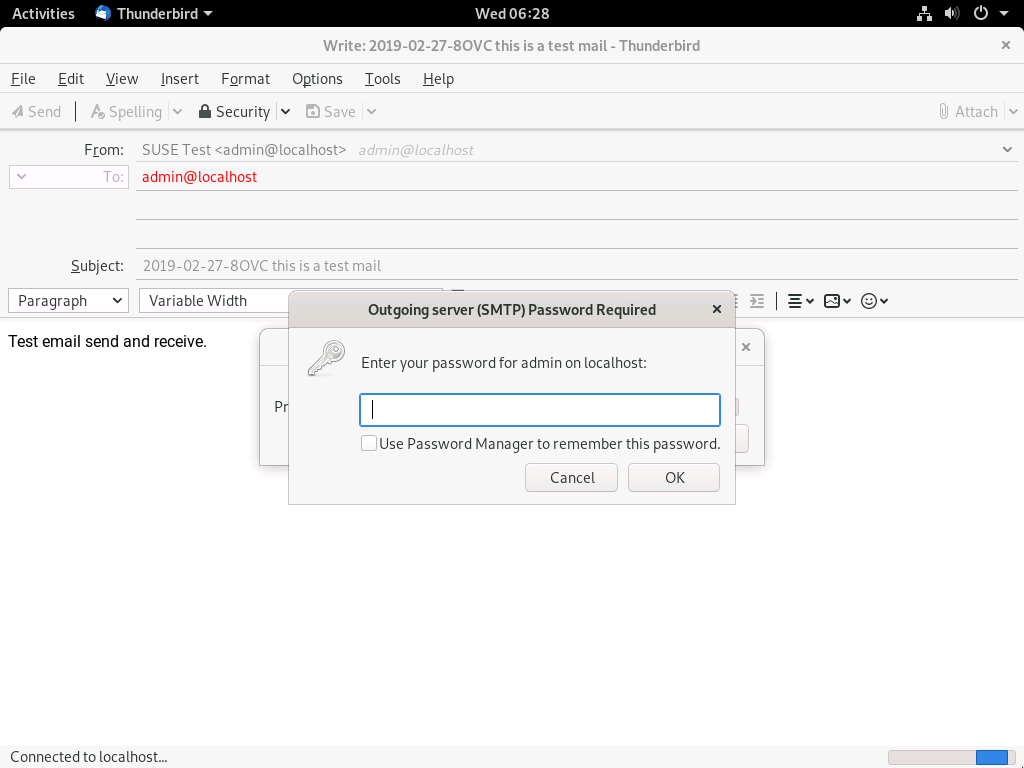 Activities Thunderbird Wed 06:28
Write: 2019-02-27-8OVC this is a test mail - Thunderbird
File Edit View Insert Format Options Tools Help
Send Spelling Security Save Attach
From: SUSE Test <admin@localhost> admin@localhost
To: admin@localhost
Subject: 2019-02-27-8OVC this is a test mail
Paragraph Variable Width
Outgoing server (SMTP) Password Required
Test email send and receive.
Enter your password for admin on localhost:
Pr
Use Password Manager to remember this password.
Cancel OK
Connected to localhost...